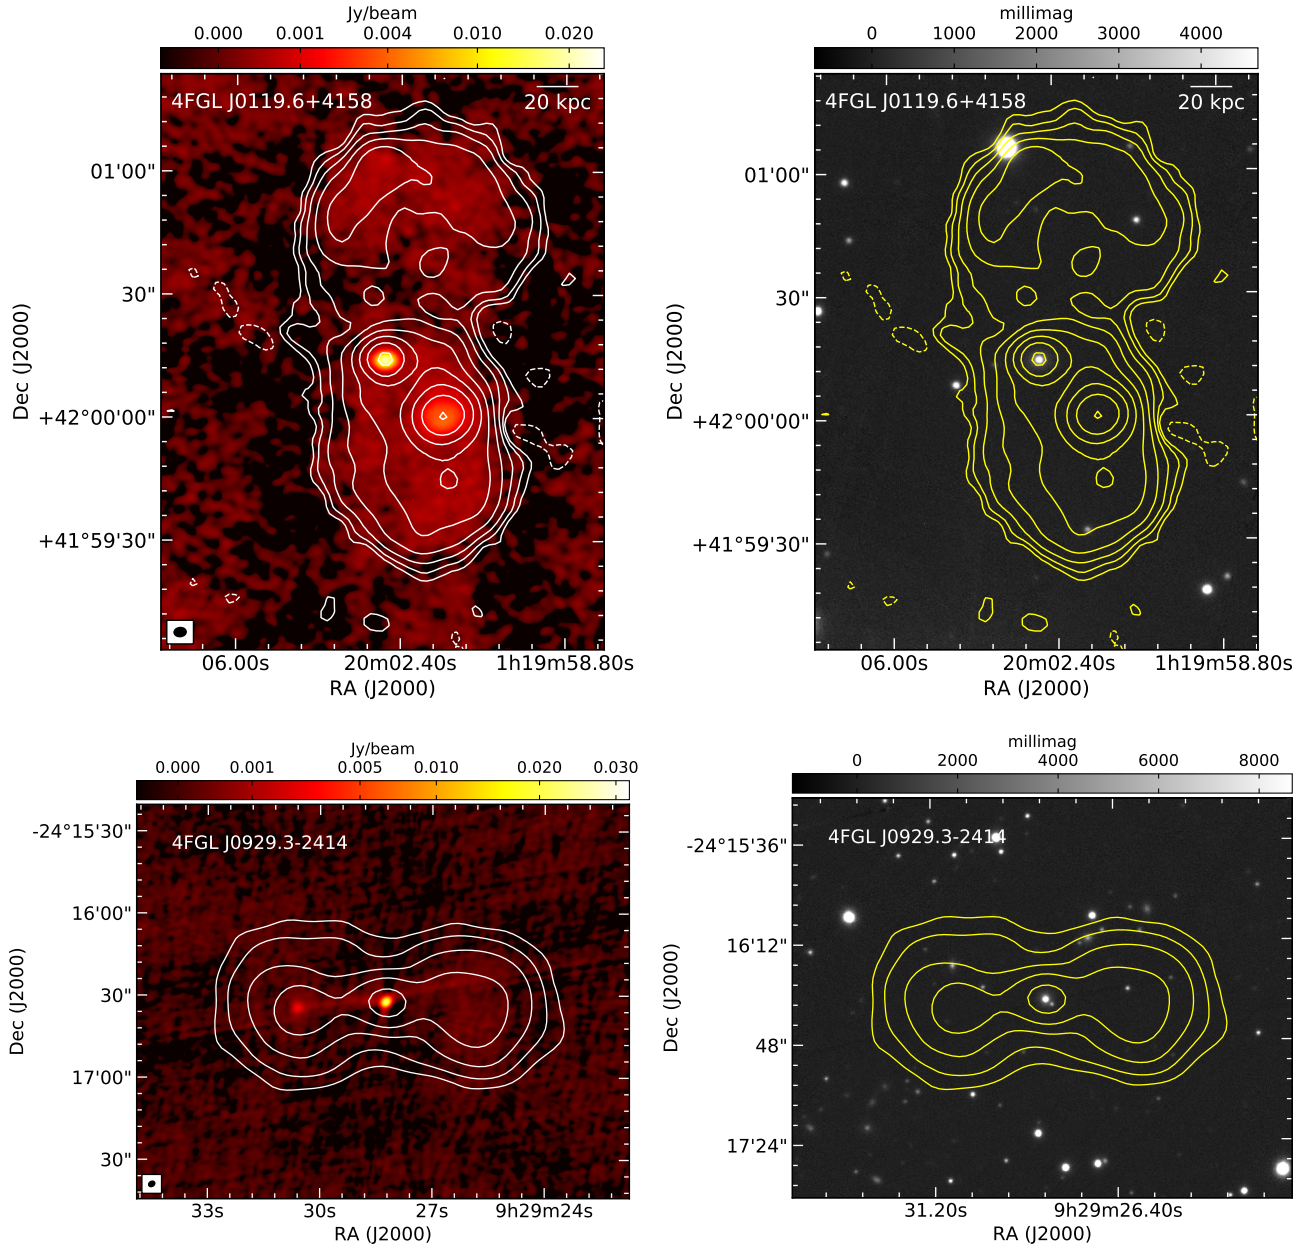 Jy/beam
0.000 0.001 0.004 0.010 0.020
4FGL J0119.6+4158
20 kpc
01'00"
30"
+42°00'00"
+41°59'30"
Dec (J2000)
06.00s 20m02.40s 1h19m58.80s
RA (J2000)
millimag
0 1000 2000 3000 4000
4FGL J0119.6+4158
20 kpc
01'00"
30"
+42°00'00"
+41°59'30"
Dec (J2000)
06.00s 20m02.40s 1h19m58.80s
RA (J2000)
Jy/beam
0.000 0.001 0.005 0.010 0.020 0.030
4FGL J0929.3-2414
-24°15'30"
16'00"
30"
17'00"
30"
Dec (J2000)
33s 30s 27s 9h29m24s
RA (J2000)
millimag
0 2000 4000 6000 8000
4FGL J0929.3-2414
-24°15'36"
16'12"
48"
17'24"
Dec (J2000)
31.20s 9h29m26.40s
RA (J2000)